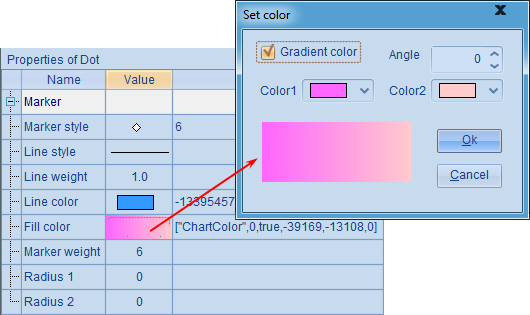 Set color
Gradient color Angle 0
Color1 Color2
Ok
Cancel
Properties of Dot
Name Value
Marker
Marker style 6
Line style
Line weight 1.0
Line color -13395457
Fill color ["ChartColor",0,true,-39169,-13108,0]
Marker weight 6
Radius 1 0
Radius 2 0